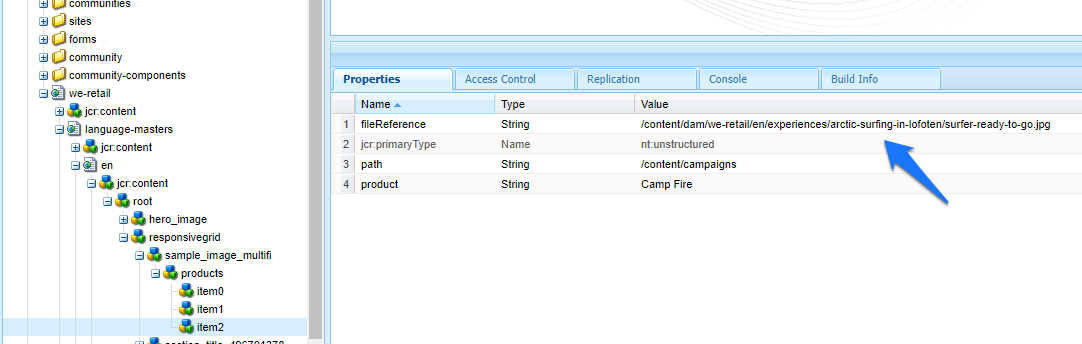 communities
sites
forms
community
community-components
we-retail
jcr:content
language-masters
jcr:content
en
jcr:content
root
hero_image
responsivegrid
sample_image_multifi
products
item0
item1
item2
Properties Access Control Replication Console Build Info
Name Type Value
1 fileReference String /content/dam/we-retail/en/experiences/arctic-surfing-in-lofoten/surfer-ready-to-go.jpg
2 jcr:primaryType Name nt:unstructured
3 path String /content/campaigns
4 product String Camp Fire